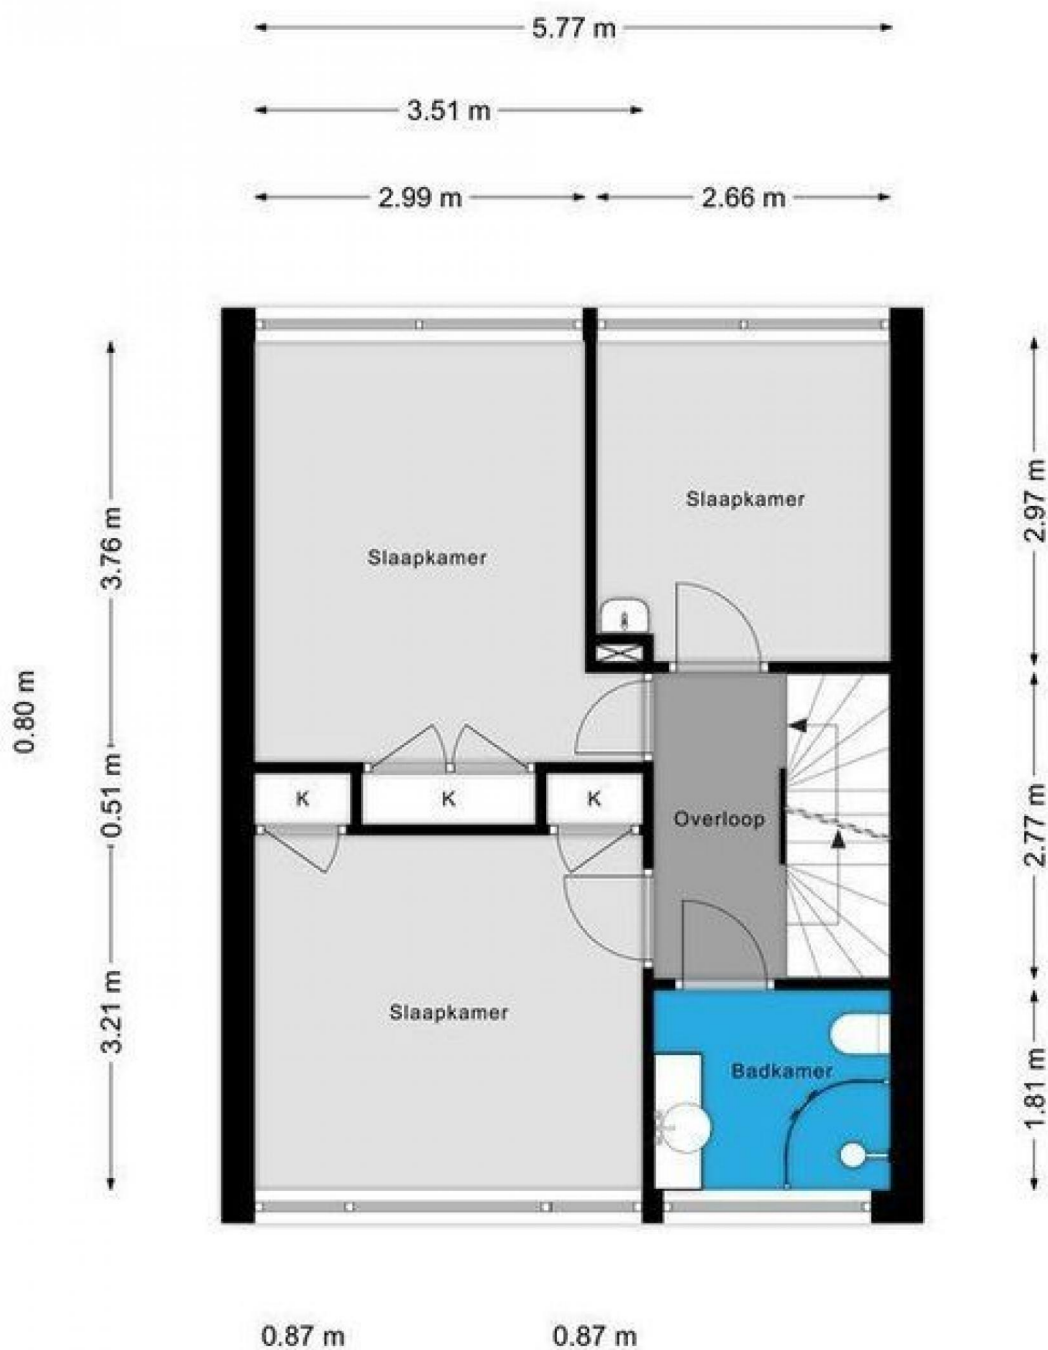 5.77 m
3.51 m
2.99 m
2.66 m
3.76 m
2.97 m
Slaapkamer
Slaapkamer
0.80 m
0.51 m
K
K
K
Overloop
2.77 m
3.21 m
Slaapkamer
Badkamer
1.81 m
0.87 m
0.87 m